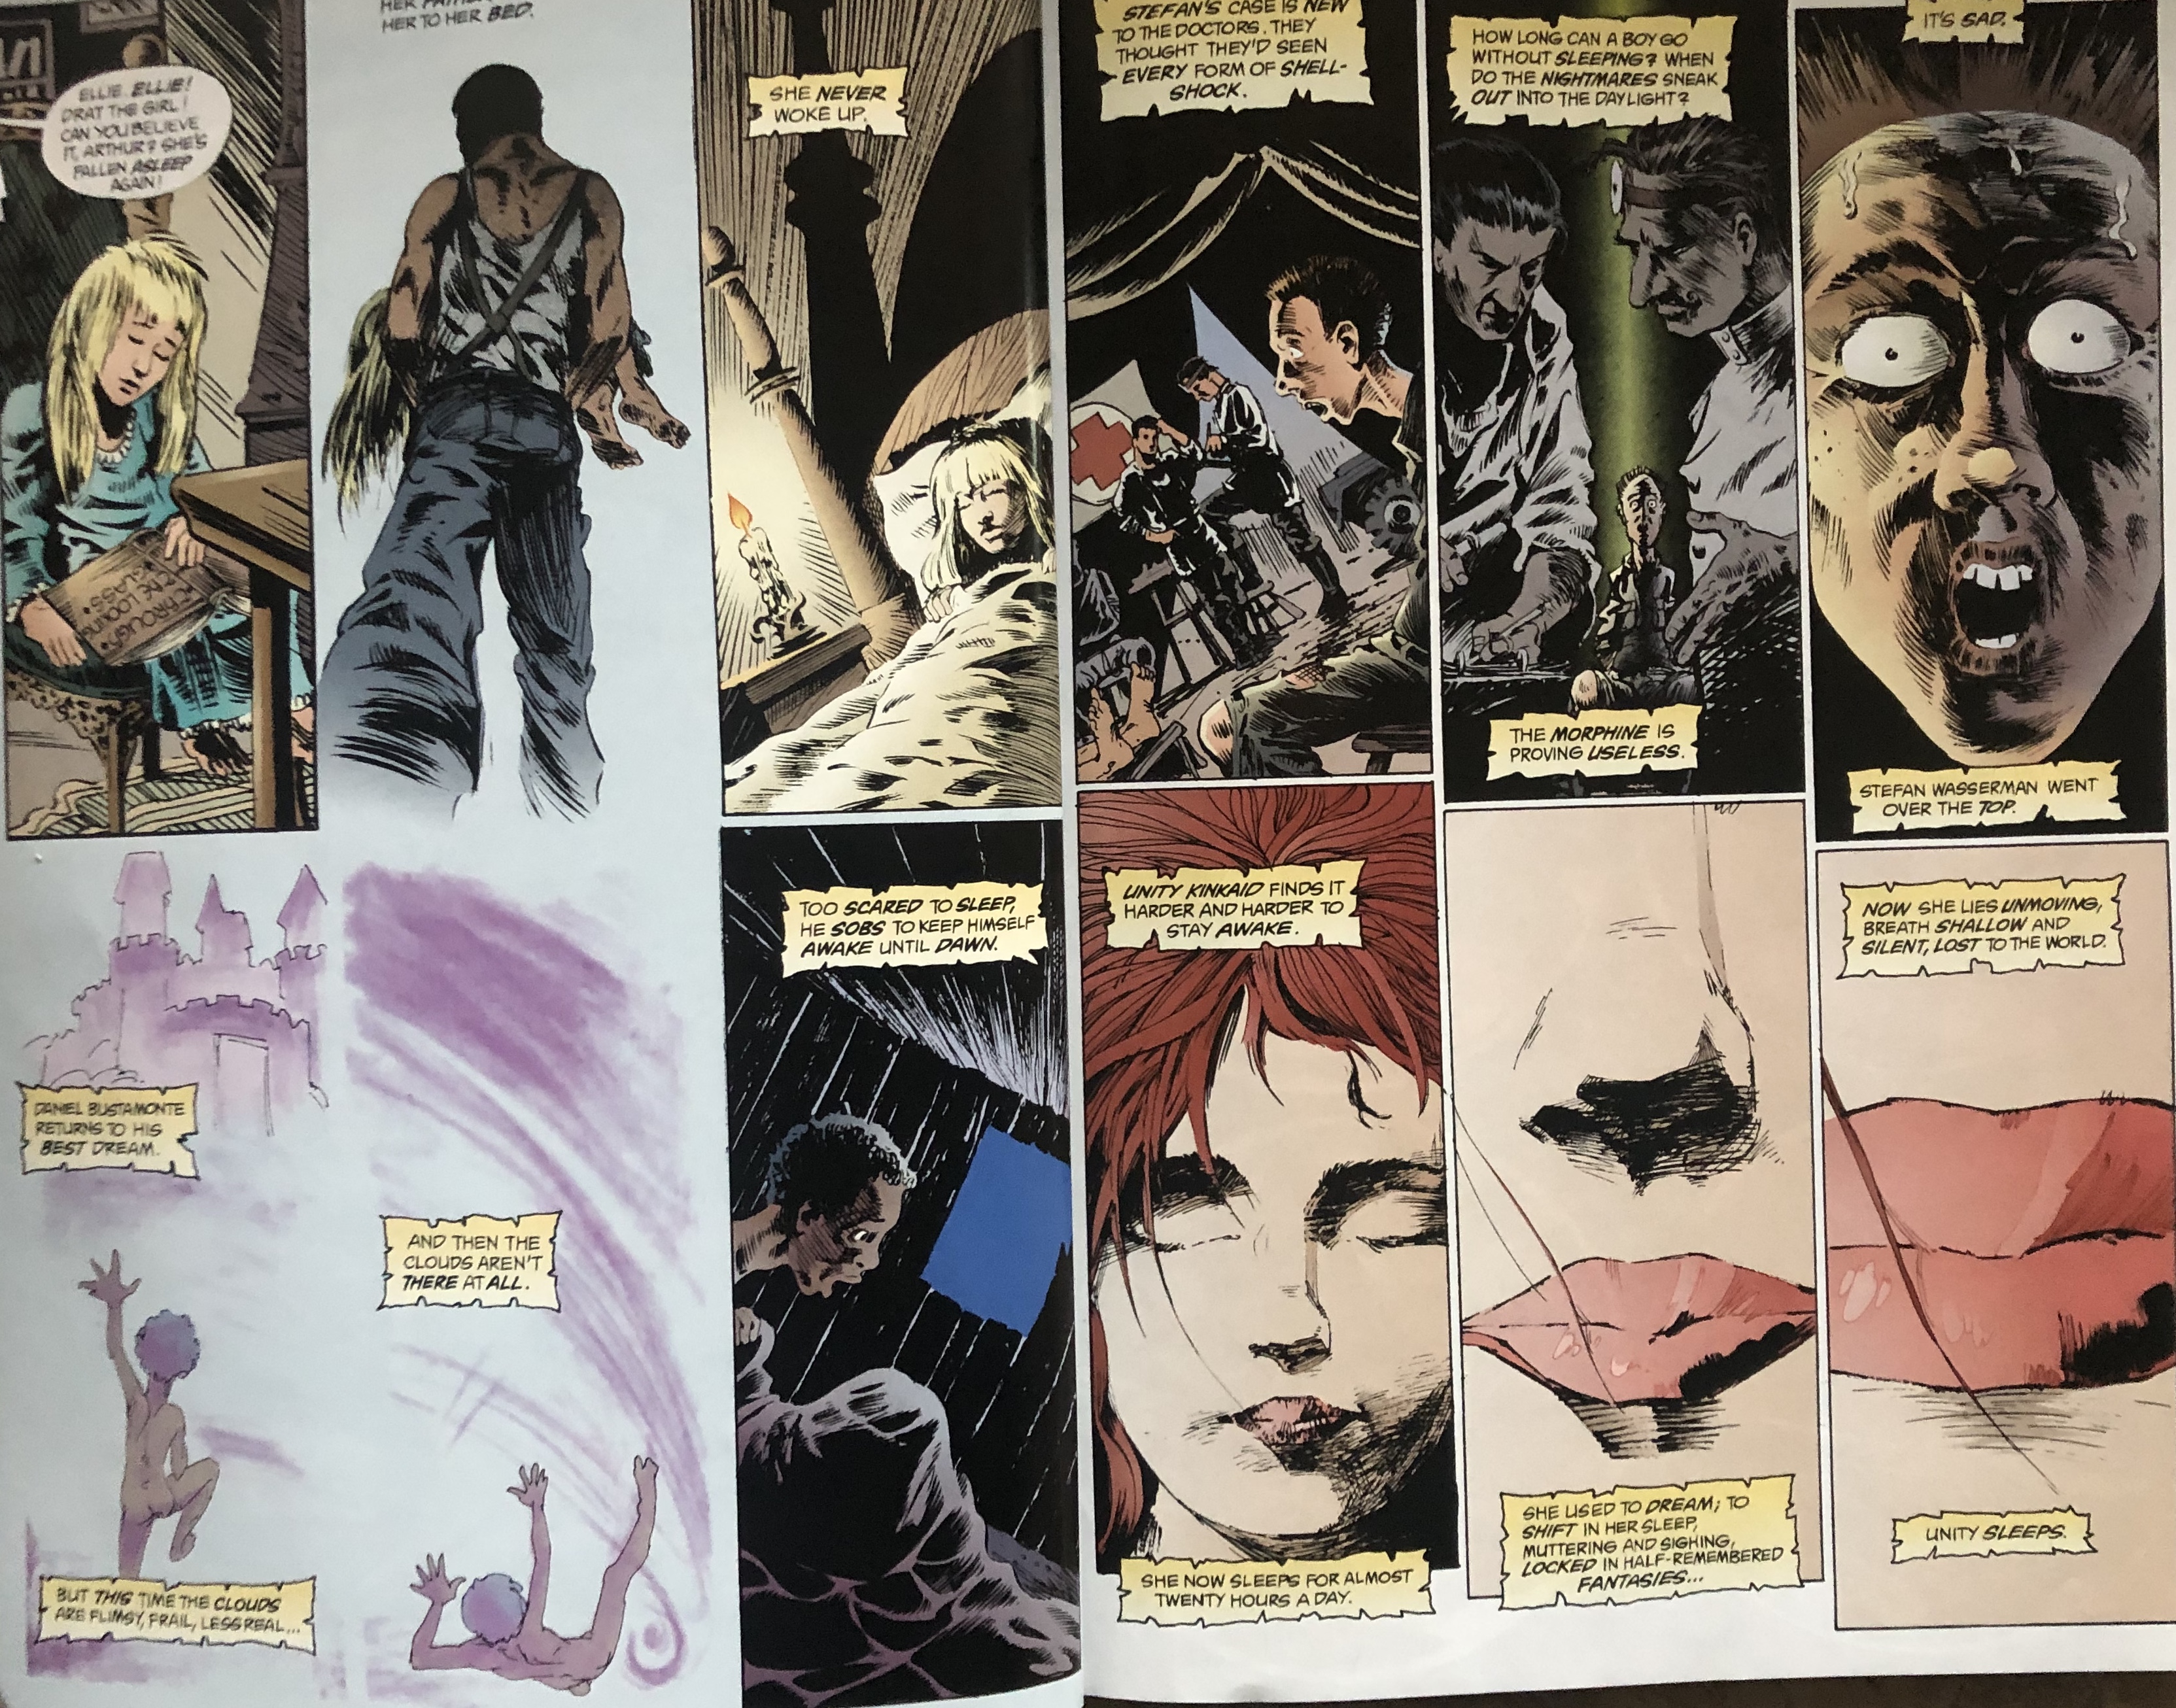 ELLIE. ELLIE!
DRAT THE GIRL!
CAN YOU BELIEVE
IT, ARTHUR? SHE'S
FALLEN ASLEEP
AGAIN!
THROUGH
THE LOOKING
GLASS
HER TO HER BED.
SHE NEVER
WOKE UP.
DANIEL BUSTAMONTE
RETURNS TO HIS
BEST DREAM.
BUT THIS TIME THE CLOUDS
ARE FLIMSY, FRAIL, LESS REAL...
AND THEN THE
CLOUDS AREN'T
THERE AT ALL.
TOO SCARED TO SLEEP,
HE SOBS TO KEEP HIMSELF
AWAKE UNTIL DAWN.
STEFAN'S CASE IS NEW
TO THE DOCTORS. THEY
THOUGHT THEY'D SEEN
EVERY FORM OF SHELL-
SHOCK.
HOW LONG CAN A BOY GO
WITHOUT SLEEPING? WHEN
DO THE NIGHTMARES SNEAK
OUT INTO THE DAYLIGHT?
THE MORPHINE IS
PROVING USELESS.
IT'S SAD.
STEFAN WASSERMAN WENT
OVER THE TOP.
UNITY KINKAID FINDS IT
HARDER AND HARDER TO
STAY AWAKE.
SHE NOW SLEEPS FOR ALMOST
TWENTY HOURS A DAY.
SHE USED TO DREAM; TO
SHIFT IN HER SLEEP,
MUTTERING AND SIGHING,
LOCKED IN HALF-REMEMBERED
FANTASIES...
NOW SHE LIES UNMOVING,
BREATH SHALLOW AND
SILENT, LOST TO THE WORLD.
UNITY SLEEPS.